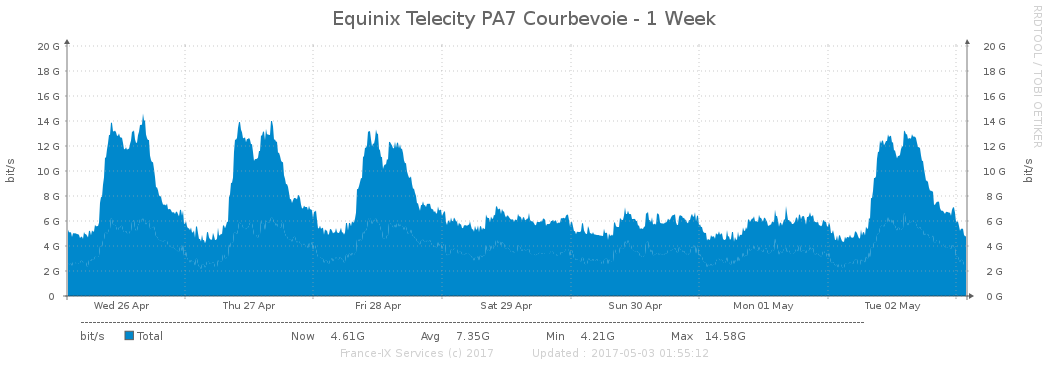 Equinix Telecity PA7 Courbevoie - 1 Week
RRDTOOL / TOBI OETIKER
bit/s
20 G
18 G
16 G
14 G
12 G
10 G
8 G
6 G
4 G
2 G
0
20 G
18 G
16 G
14 G
12 G
10 G
8 G
6 G
4 G
2 G
0 G
bit/s
Wed 26 Apr Thu 27 Apr Fri 28 Apr Sat 29 Apr Sun 30 Apr Mon 01 May Tue 02 May
bit/s Total Now 4.61G Avg 7.35G Min 4.21G Max 14.58G
France-IX Services (c) 2017 Updated : 2017-05-03 01:55:12